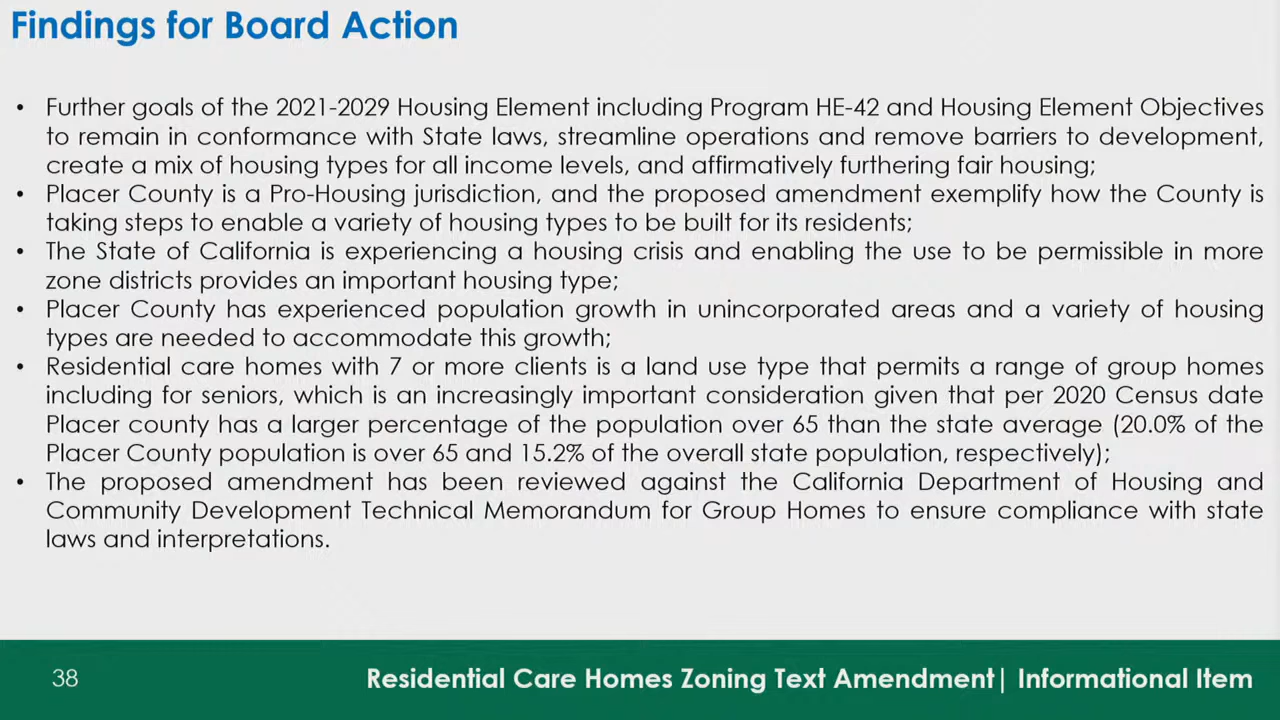 Findings for Board Action
• Further goals of the 2021-2029 Housing Element including Program HE-42 and Housing Element Objectives
to remain in conformance with State laws, streamline operations and remove barriers to development,
create a mix of housing types for all income levels, and affirmatively furthering fair housing;
• Placer County is a Pro-Housing jurisdiction, and the proposed amendment exemplify how the County is
taking steps to enable a variety of housing types to be built for its residents;
• The State of California is experiencing a housing crisis and enabling the use to be permissible in more
zone districts provides an important housing type;
• Placer County has experienced population growth in unincorporated areas and a variety of housing
types are needed to accommodate this growth;
• Residential care homes with 7 or more clients is a land use type that permits a range of group homes
including for seniors, which is an increasingly important consideration given that per 2020 Census date
Placer county has a larger percentage of the population over 65 than the state average (20.0% of the
Placer County population is over 65 and 15.2% of the overall state population, respectively);
• The proposed amendment has been reviewed against the California Department of Housing and
Community Development Technical Memorandum for Group Homes to ensure compliance with state
laws and interpretations.
38 Residential Care Homes Zoning Text Amendment| Informational Item